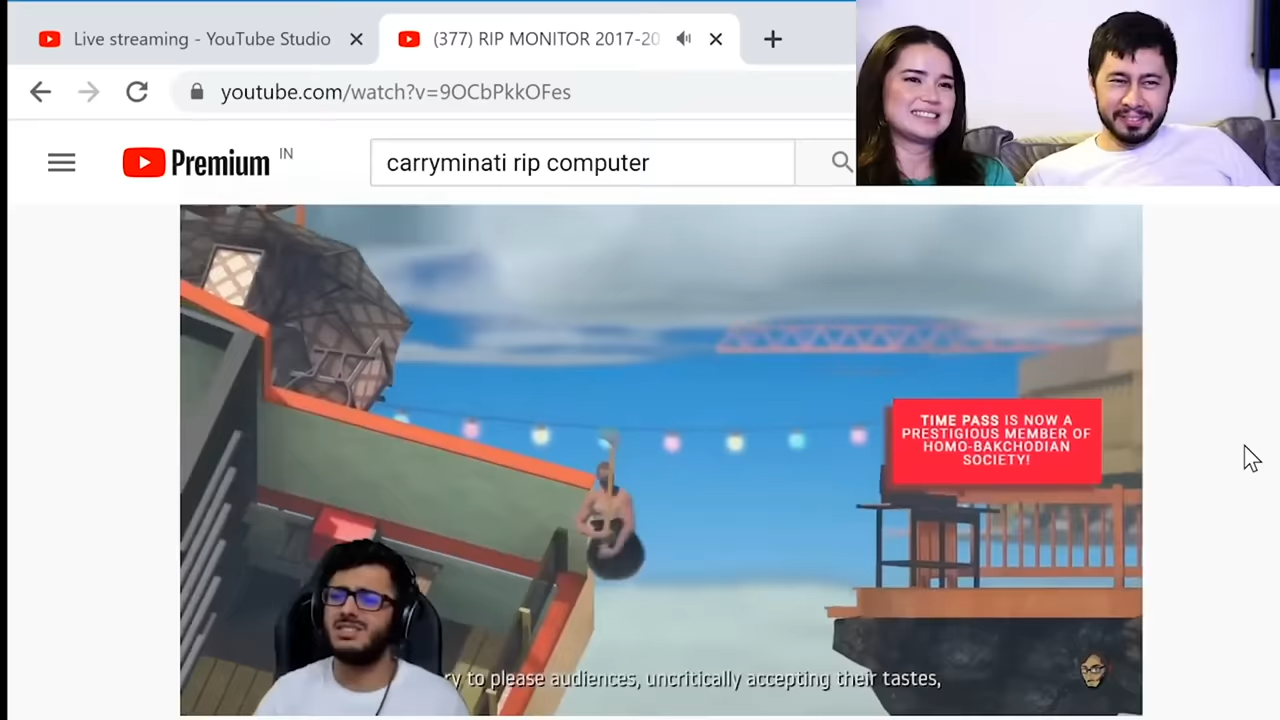 Live streaming - YouTube Studio
(377) RIP MONITOR 2017-20
youtube.com/watch?v=9OCbPkkOFes
Premium IN
carryminati rip computer
TIME PASS IS NOW A
PRESTIGIOUS MEMBER OF
HOMO-BAKCHODIAN
SOCIETY!
ry to please audiences, uncritically accepting their tastes,